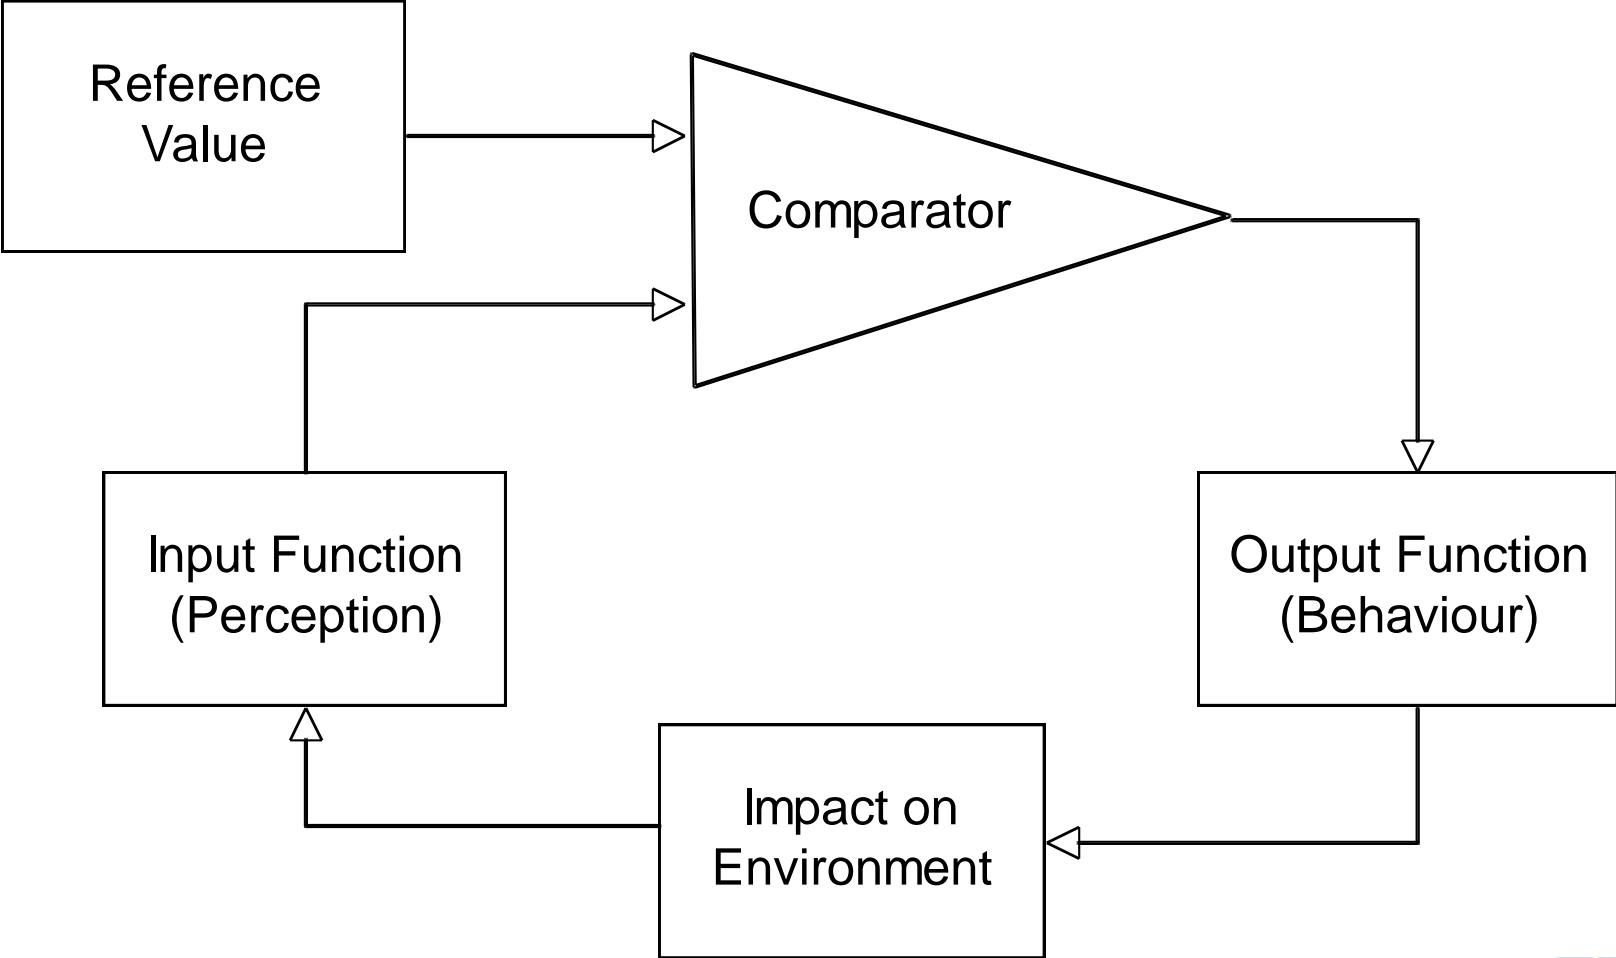 Reference
Value
Comparator
Input Function
(Perception)
Output Function
(Behaviour)
Impact on
Environment